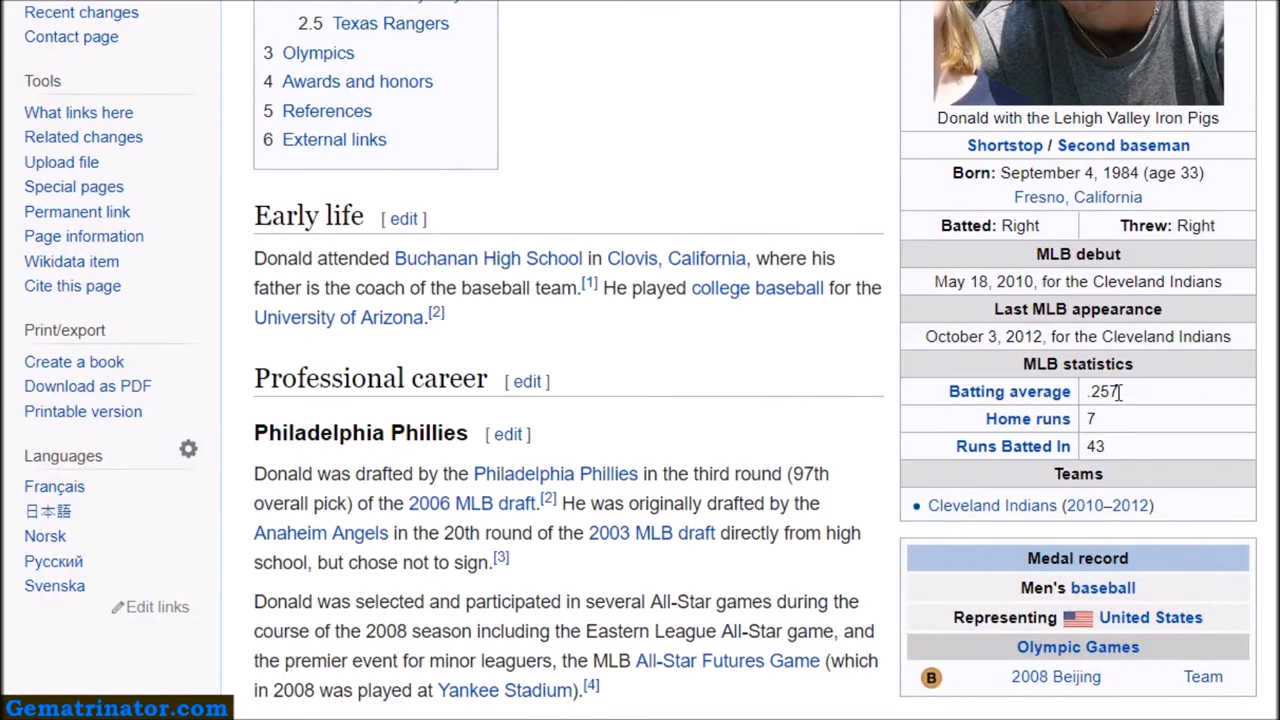 Recent changes
Contact page
Tools
What links here
Related changes
Upload file
Special pages
Permanent link
Page information
Wikidata item
Cite this page
Print/export
Create a book
Download as PDF
Printable version
Languages
Français
日本語
Norsk
Русский
Svenska
Edit links
Gematrinator.com
2.5 Texas Rangers
3 Olympics
4 Awards and honors
5 References
6 External links
Early life [ edit ]
Donald attended Buchanan High School in Clovis, California, where his
father is the coach of the baseball team.[1] He played college baseball for the
University of Arizona.[2]
Professional career [ edit ]
Philadelphia Phillies [ edit ]
Donald was drafted by the Philadelphia Phillies in the third round (97th
overall pick) of the 2006 MLB draft.[2] He was originally drafted by the
Anaheim Angels in the 20th round of the 2003 MLB draft directly from high
school, but chose not to sign.[3]
Donald was selected and participated in several All-Star games during the
course of the 2008 season including the Eastern League All-Star game, and
the premier event for minor leaguers, the MLB All-Star Futures Game (which
in 2008 was played at Yankee Stadium).[4]
Donald with the Lehigh Valley Iron Pigs
Shortstop / Second baseman
Born: September 4, 1984 (age 33)
Fresno, California
Batted: Right Threw: Right
MLB debut
May 18, 2010, for the Cleveland Indians
Last MLB appearance
October 3, 2012, for the Cleveland Indians
MLB statistics
Batting average .257
Home runs 7
Runs Batted In 43
Teams
• Cleveland Indians (2010–2012)
Medal record
Men's baseball
Representing United States
Olympic Games
B 2008 Beijing Team